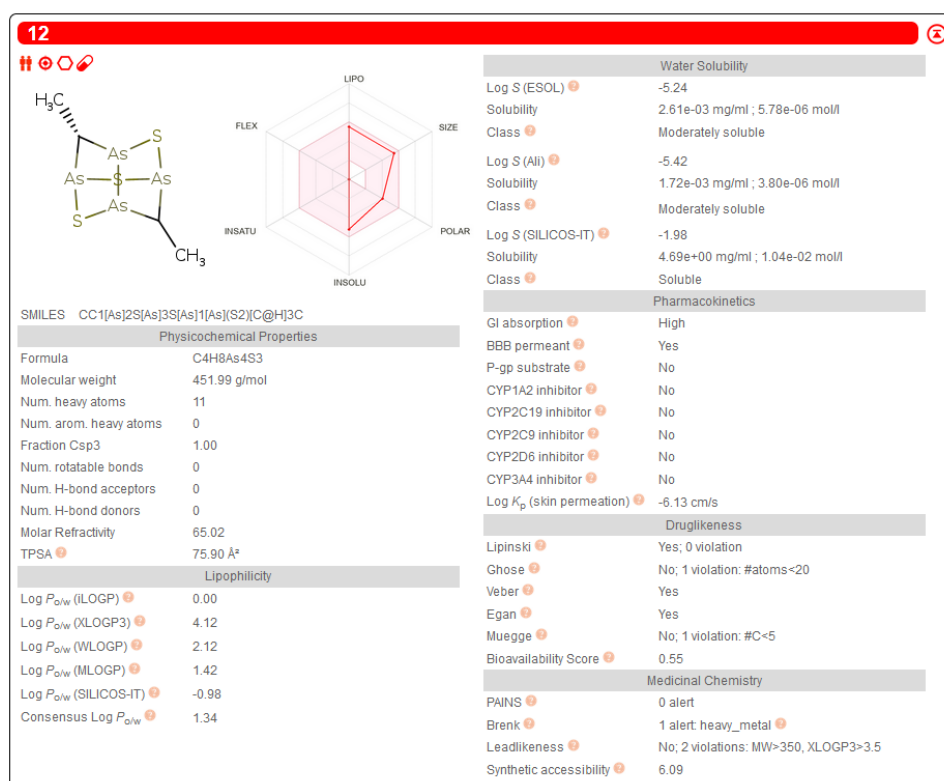 12
H3C
As
S
As
S
As
As
S
CH3
LIPO
FLEX
SIZE
INSATU
POLAR
INSOLU
SMILES CC1[As]2S[As]3S[As]1[As](S2)[C@H]3C
Physicochemical Properties
Formula C4H8As4S3
Molecular weight 451.99 g/mol
Num. heavy atoms 11
Num. arom. heavy atoms 0
Fraction Csp3 1.00
Num. rotatable bonds 0
Num. H-bond acceptors 0
Num. H-bond donors 0
Molar Refractivity 65.02
TPSA ? 75.90 Å²
Lipophilicity
Log Po/w (iLOGP) ? 0.00
Log Po/w (XLOGP3) ? 4.12
Log Po/w (WLOGP) ? 2.12
Log Po/w (MLOGP) ? 1.42
Log Po/w (SILICOS-IT) ? -0.98
Consensus Log Po/w ? 1.34
Water Solubility
Log S (ESOL) ? -5.24
Solubility 2.61e-03 mg/ml ; 5.78e-06 mol/l
Class ? Moderately soluble
Log S (Ali) ? -5.42
Solubility 1.72e-03 mg/ml ; 3.80e-06 mol/l
Class ? Moderately soluble
Log S (SILICOS-IT) ? -1.98
Solubility 4.69e+00 mg/ml ; 1.04e-02 mol/l
Class ? Soluble
Pharmacokinetics
GI absorption ? High
BBB permeant ? Yes
P-gp substrate ? No
CYP1A2 inhibitor ? No
CYP2C19 inhibitor ? No
CYP2C9 inhibitor ? No
CYP2D6 inhibitor ? No
CYP3A4 inhibitor ? No
Log Kp (skin permeation) ? -6.13 cm/s
Druglikeness
Lipinski ? Yes; 0 violation
Ghose ? No; 1 violation: #atoms<20
Veber ? Yes
Egan ? Yes
Muegge ? No; 1 violation: #C<5
Bioavailability Score ? 0.55
Medicinal Chemistry
PAINS ? 0 alert
Brenk ? 1 alert: heavy_metal ?
Leadlikeness ? No; 2 violations: MW>350, XLOGP3>3.5
Synthetic accessibility ? 6.09